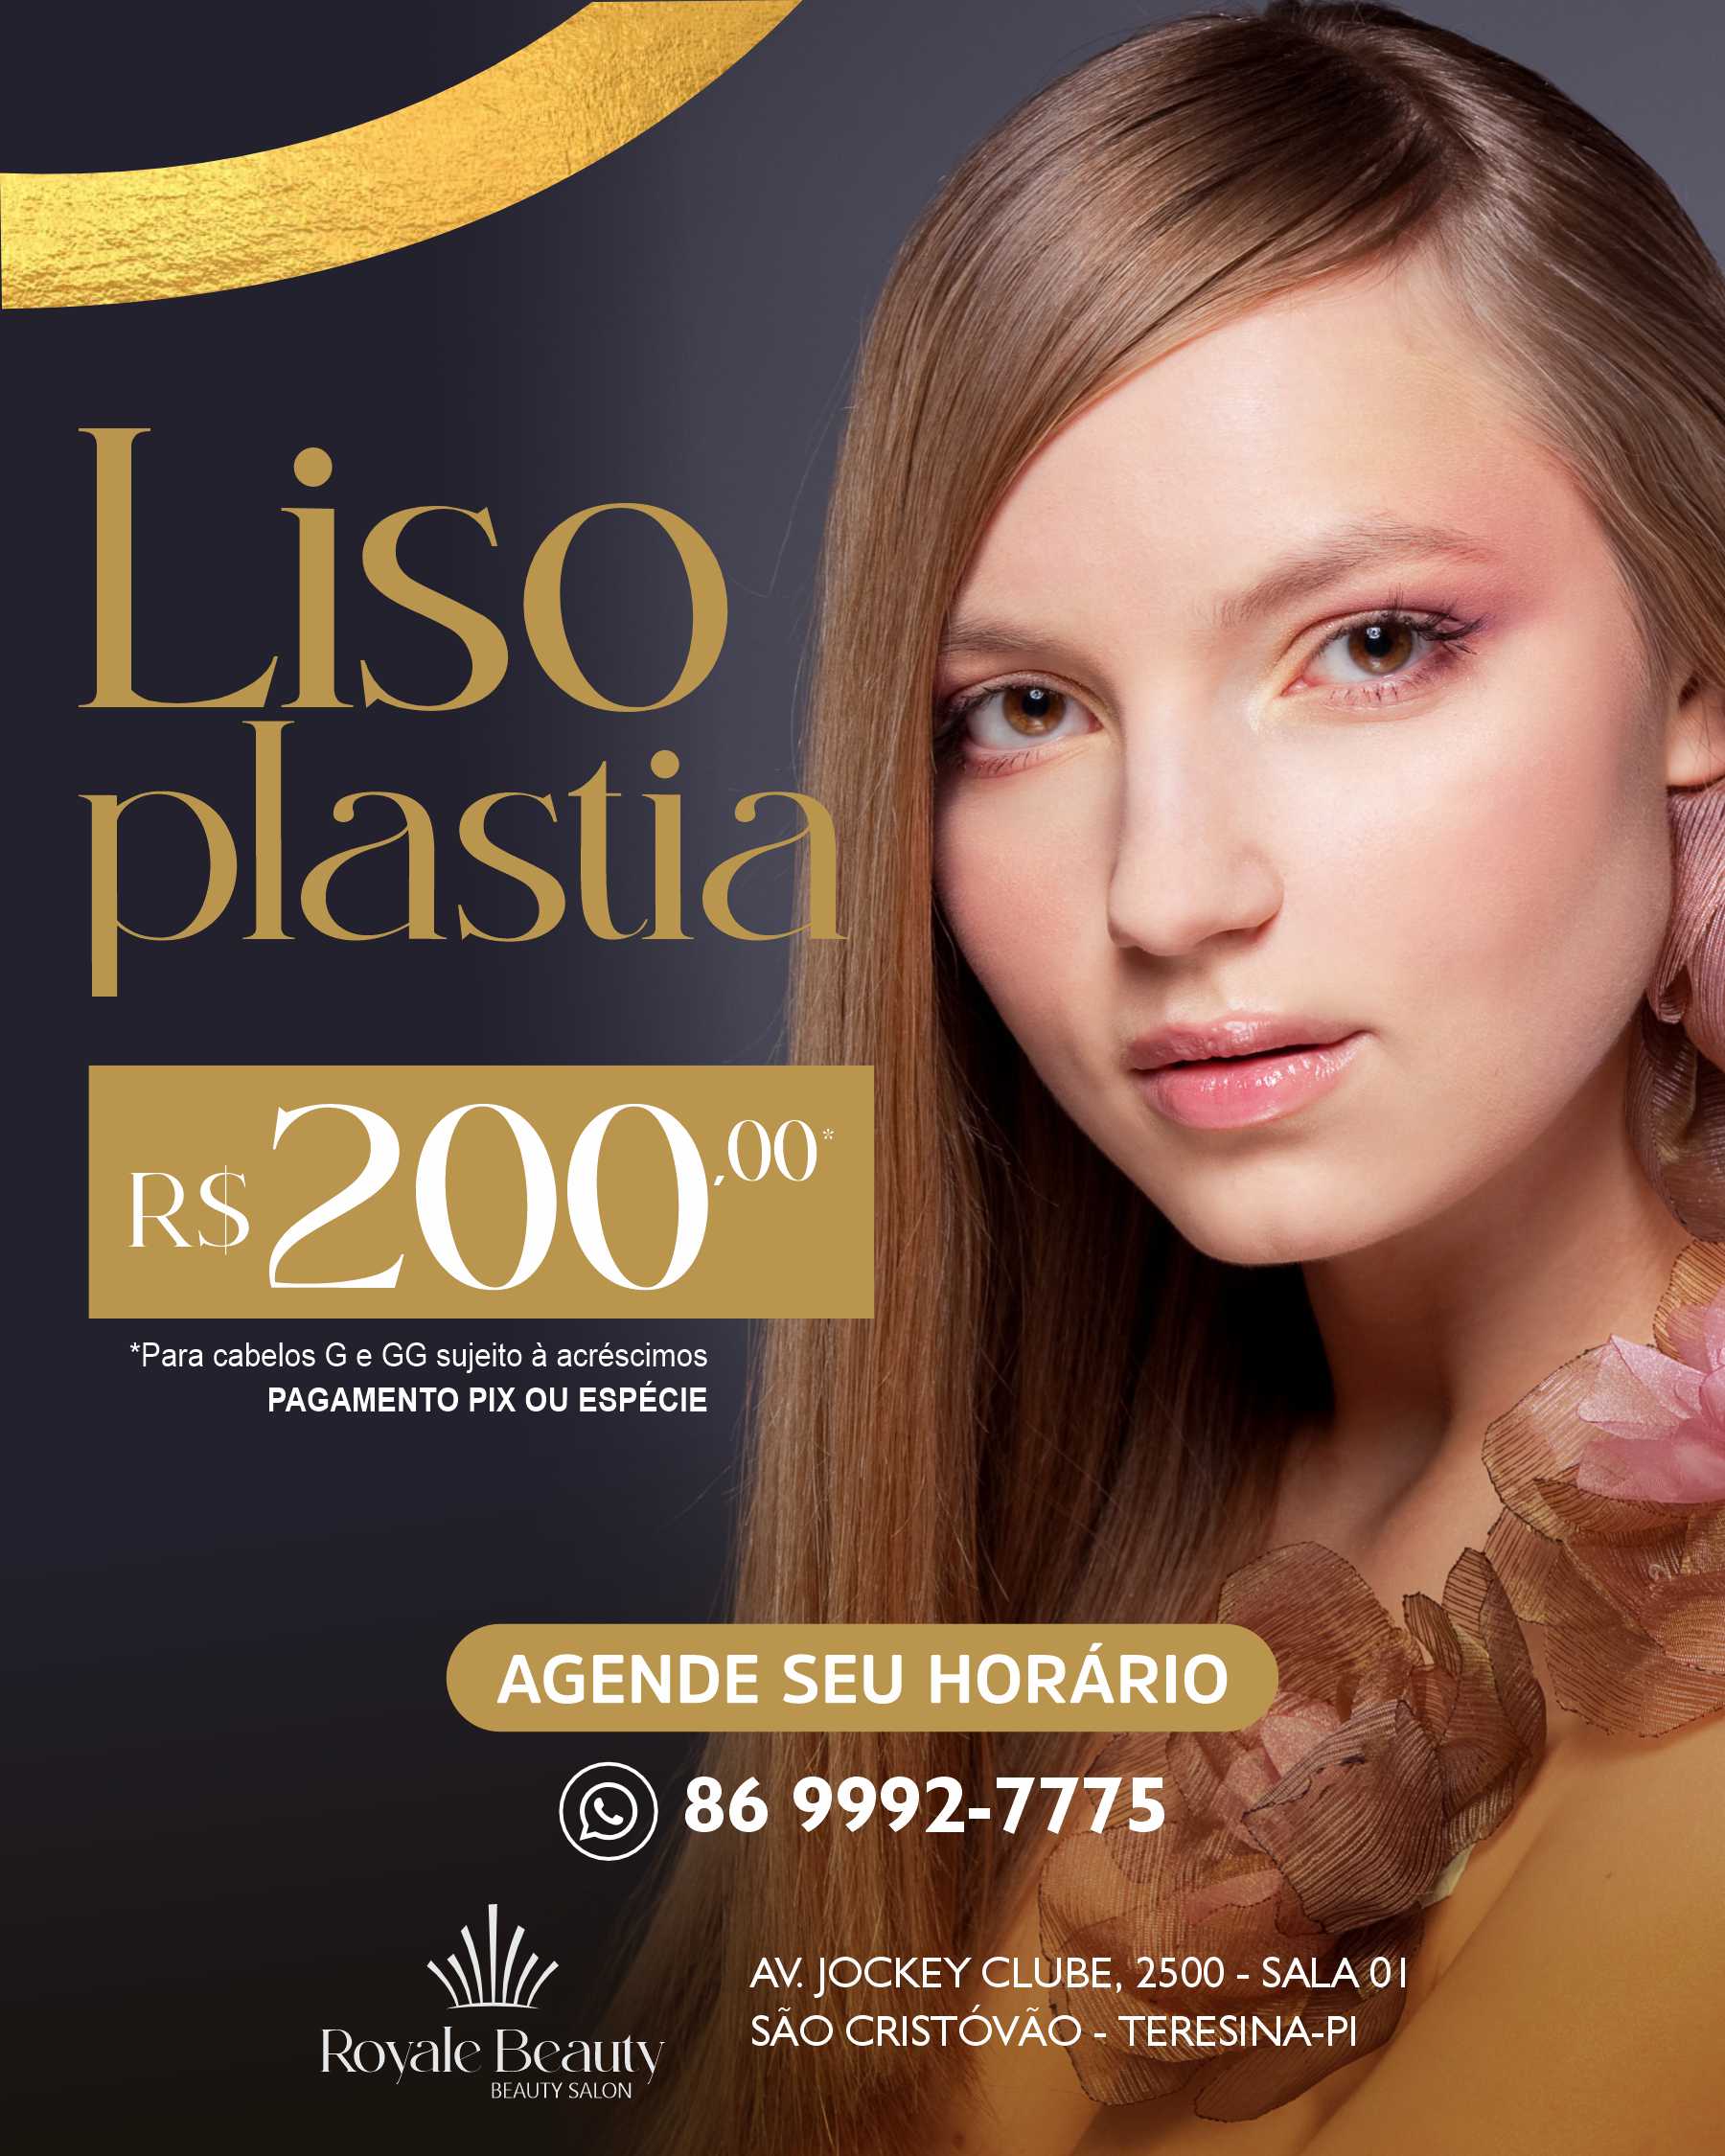 Liso
plastia
R$ 200,00*
*Para cabelos G e GG sujeito à acréscimos
PAGAMENTO PIX OU ESPÉCIE
AGENDE SEU HORÁRIO
86 9992-7775
Royale Beauty
BEAUTY SALON
AV. JOCKEY CLUBE, 2500 - SALA 01
SÃO CRISTÓVÃO - TERESINA-PI